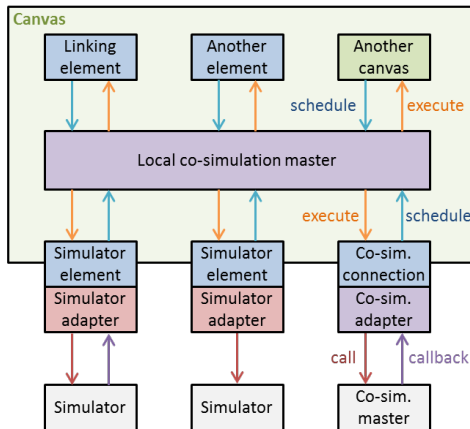 Canvas
Linking
element
Another
element
Another
canvas
schedule
execute
Local co-simulation master
execute
schedule
Simulator
element
Simulator
element
Co-sim.
connection
Simulator
adapter
Simulator
adapter
Co-sim.
adapter
call
callback
Simulator
Simulator
Co-sim.
master